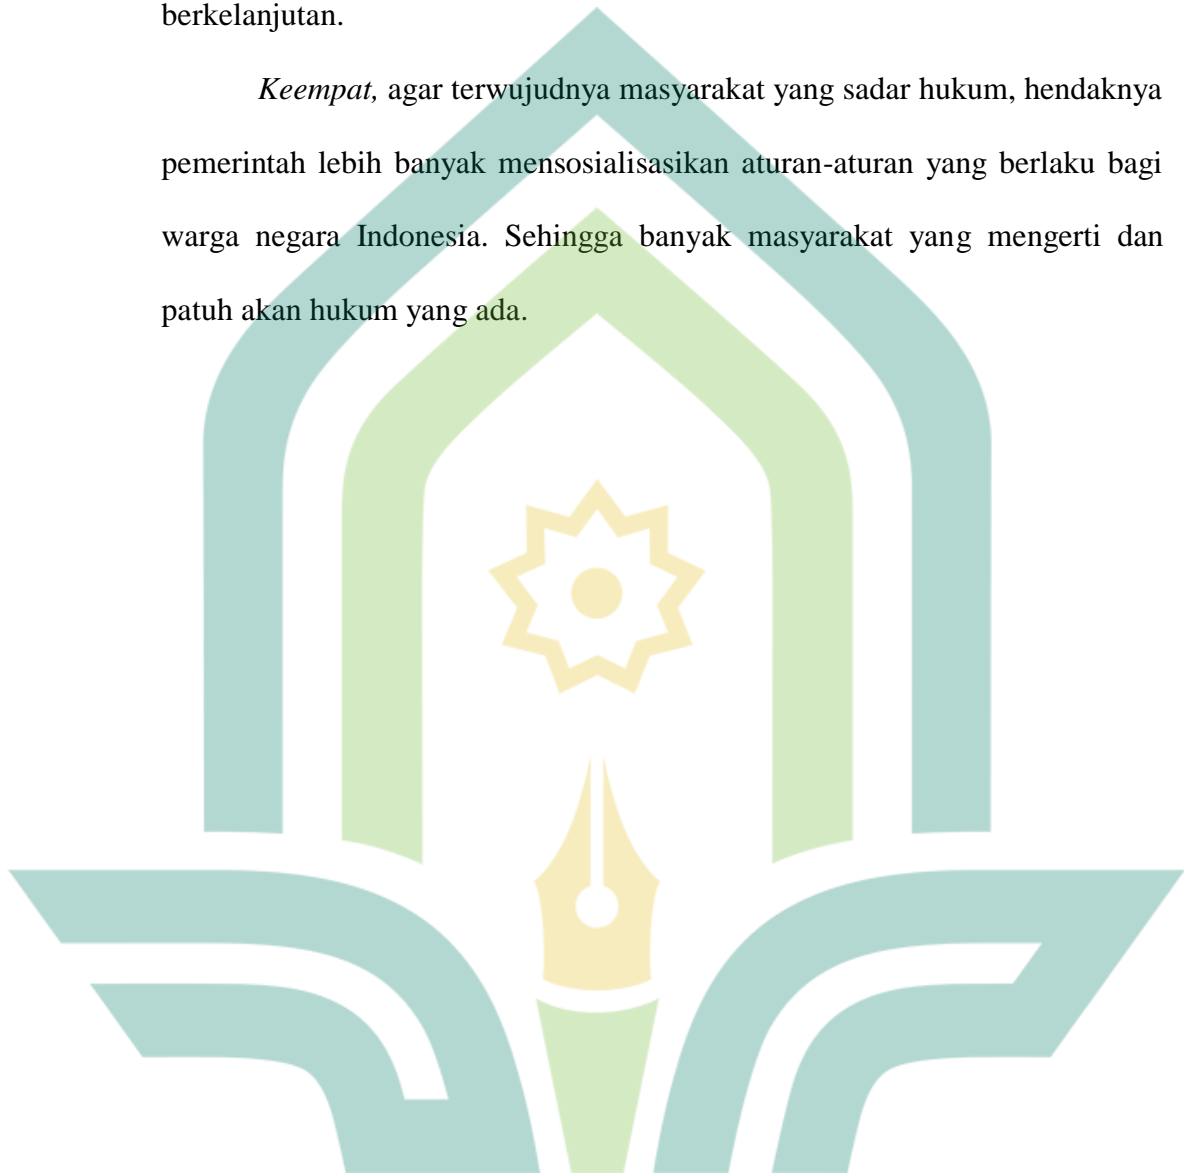 berkelanjutan.
Keempat, agar terwujudnya masyarakat yang sadar hukum, hendaknya
pemerintah lebih banyak mensosialisasikan aturan-aturan yang berlaku bagi
warga negara Indonesia. Sehingga banyak masyarakat yang mengerti dan
patuh akan hukum yang ada.